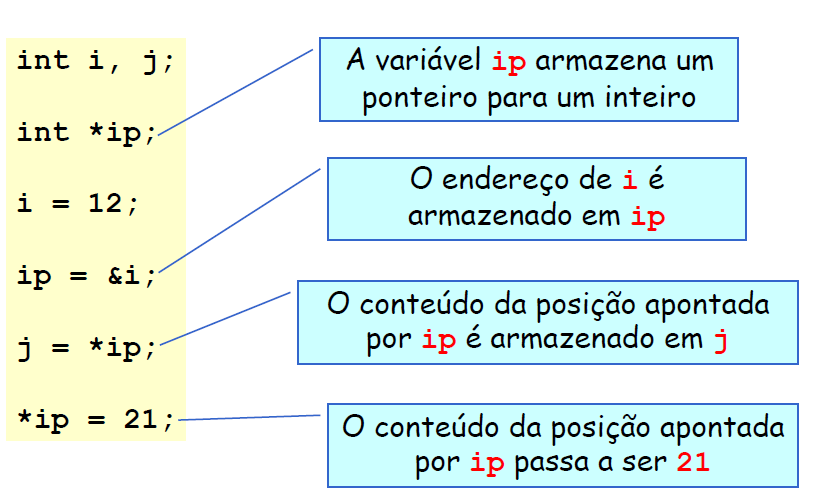 int i, j;
A variável ip armazena um
ponteiro para um inteiro
int *ip;
O endereço de i é
armazenado em ip
i = 12;
ip = &i;
O conteúdo da posição apontada
por ip é armazenado em j
j = *ip;
*ip = 21;
O conteúdo da posição apontada
por ip passa a ser 21